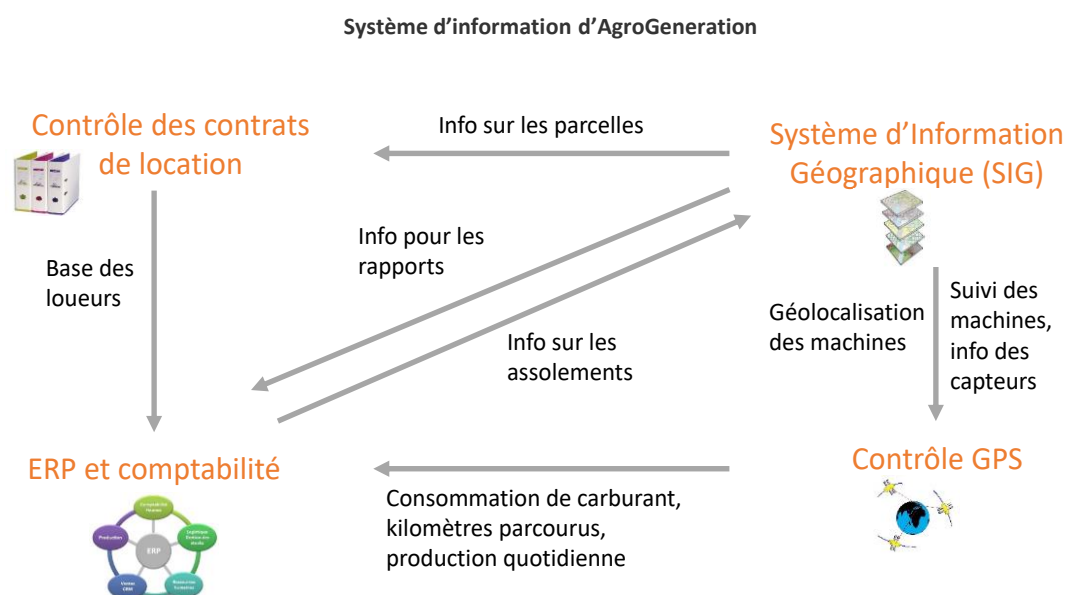 Système d’information d’AgroGeneration
Contrôle des contrats
de location
Info sur les parcelles
Système d’Information
Géographique (SIG)
Info pour les
rapports
Base des
loueurs
Géolocalisation
des machines
Suivi des
machines,
info des
capteurs
Info sur les
assolements
ERP et comptabilité
Contrôle GPS
Consommation de carburant,
kilomètres parcourus,
production quotidienne
Production
ERP
CRM